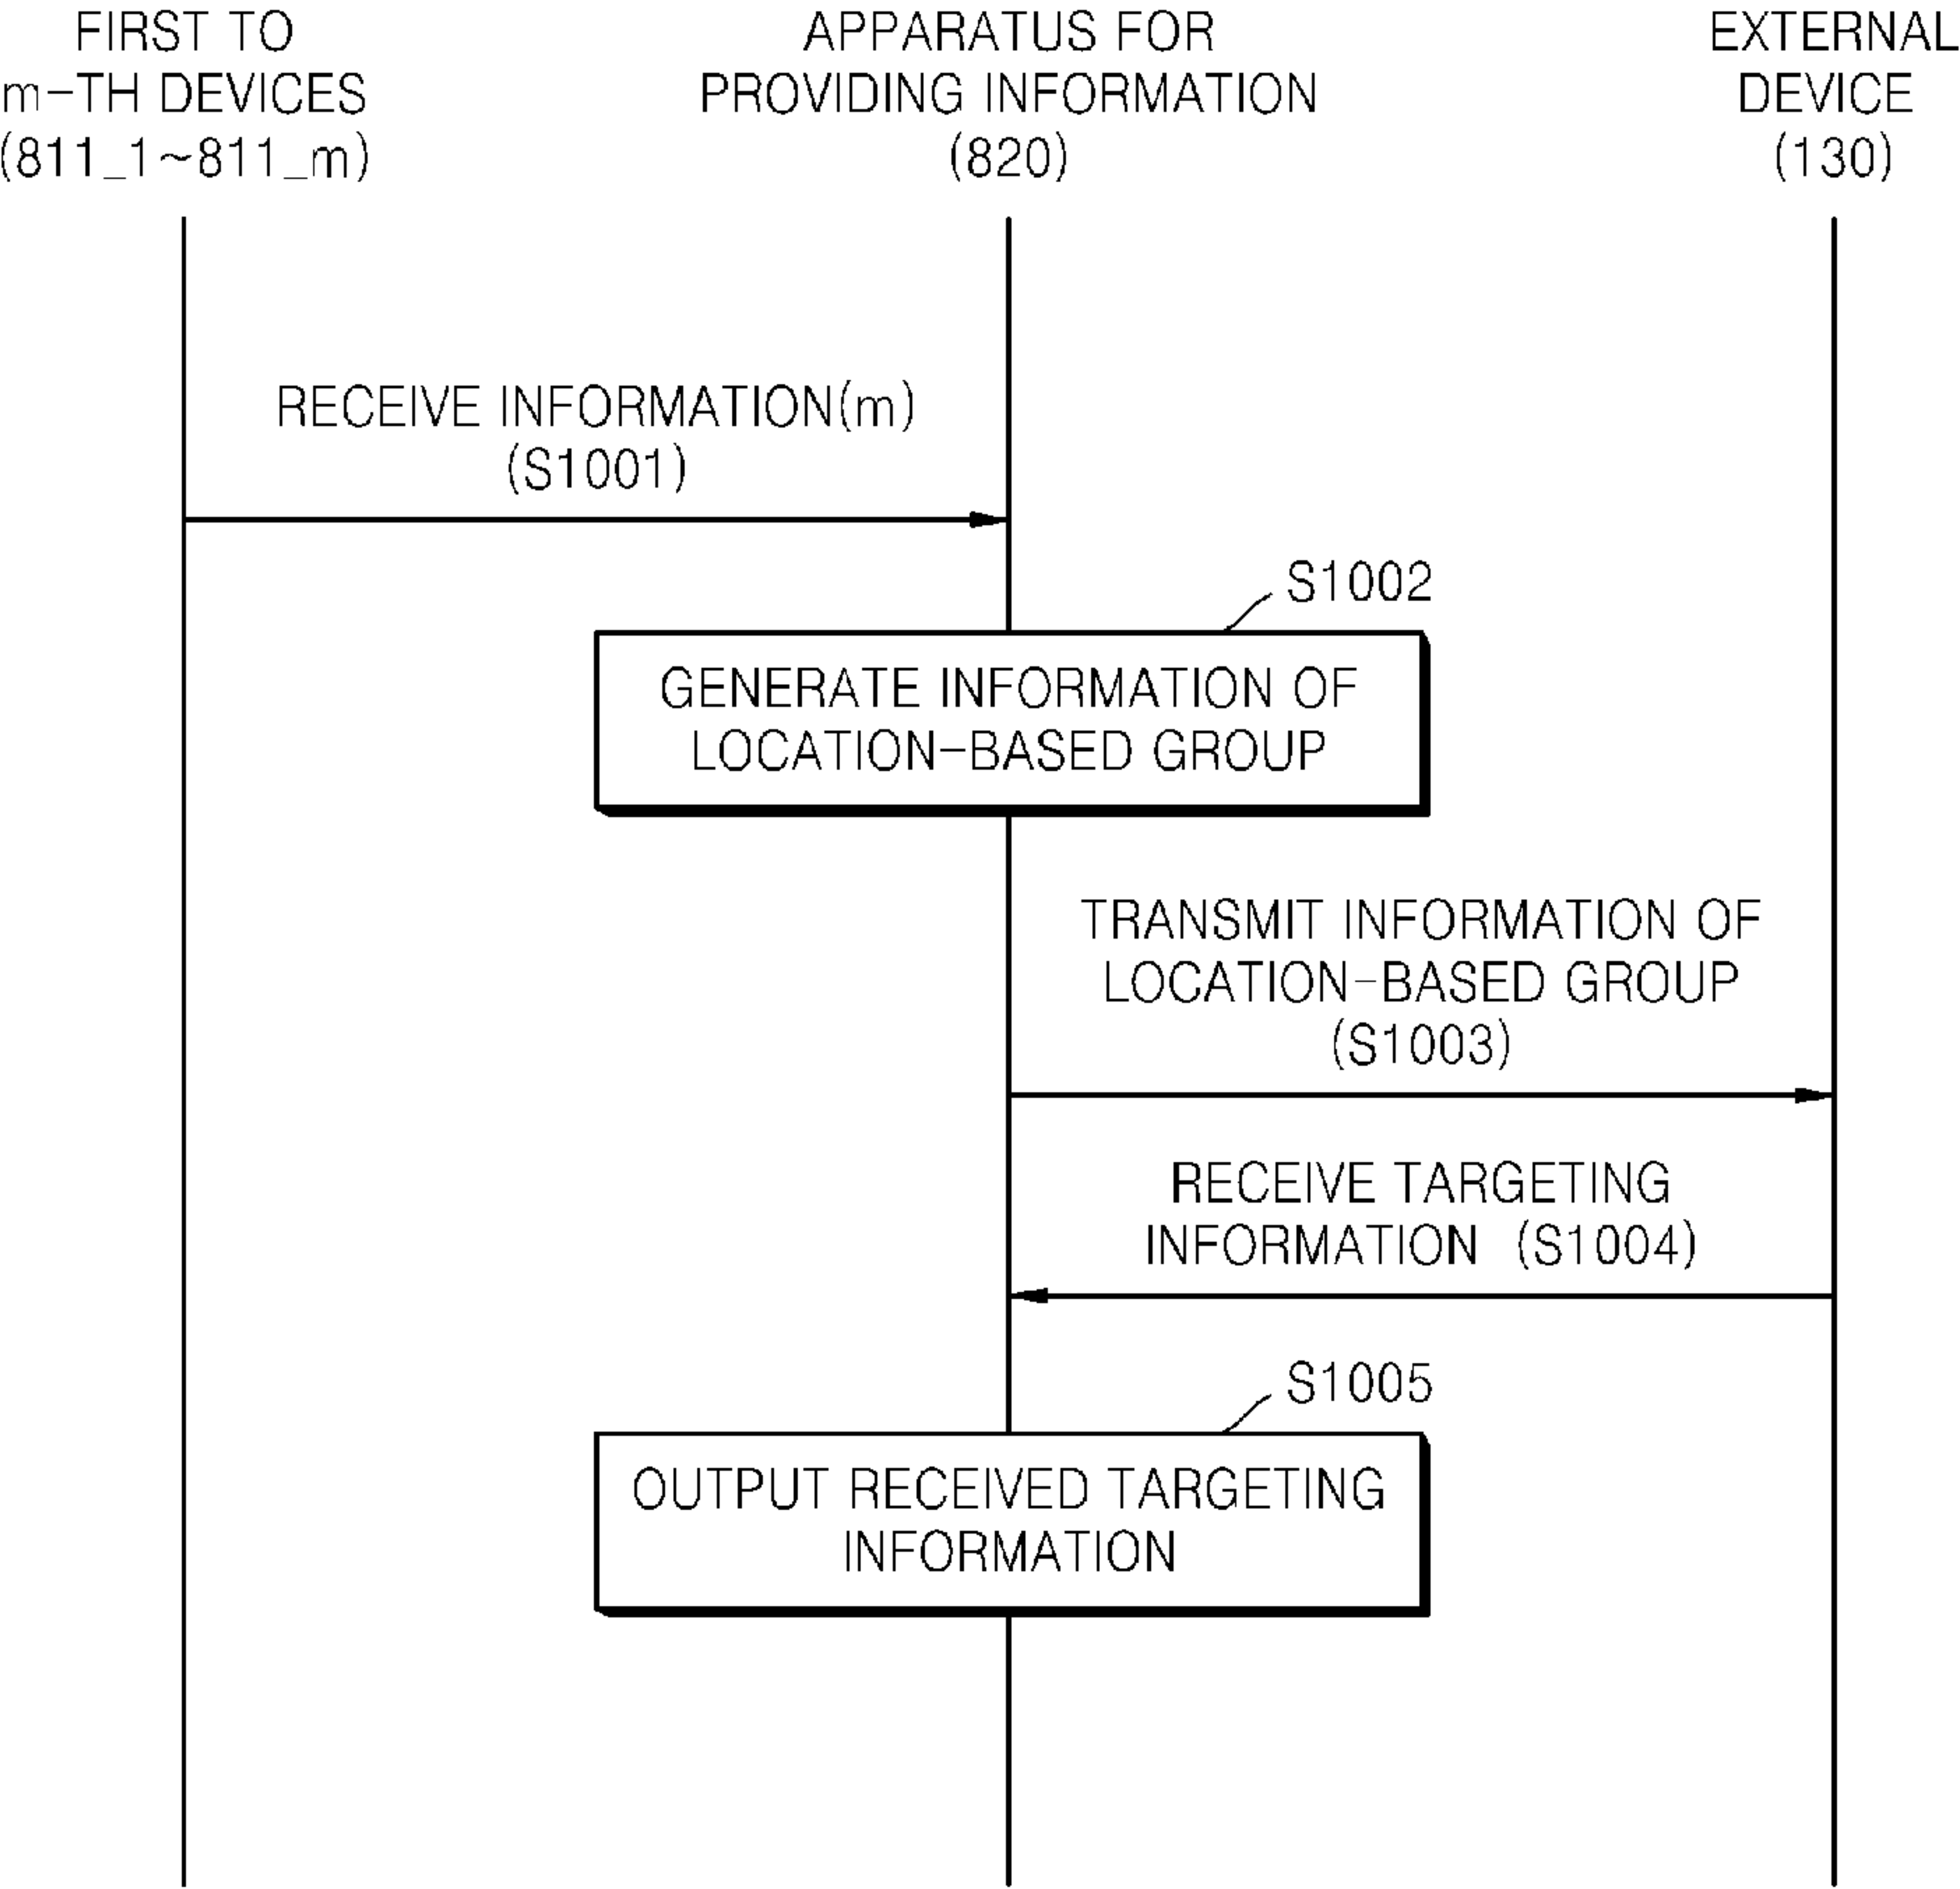 FIRST TO
m-TH DEVICES
(811_1~811_m)
APPARATUS FOR
PROVIDING INFORMATION
(820)
EXTERNAL
DEVICE
(130)
RECEIVE INFORMATION(m)
(S1001)
S1002
GENERATE INFORMATION OF
LOCATION-BASED GROUP
TRANSMIT INFORMATION OF
LOCATION-BASED GROUP
(S1003)
RECEIVE TARGETING
INFORMATION (S1004)
S1005
OUTPUT RECEIVED TARGETING
INFORMATION